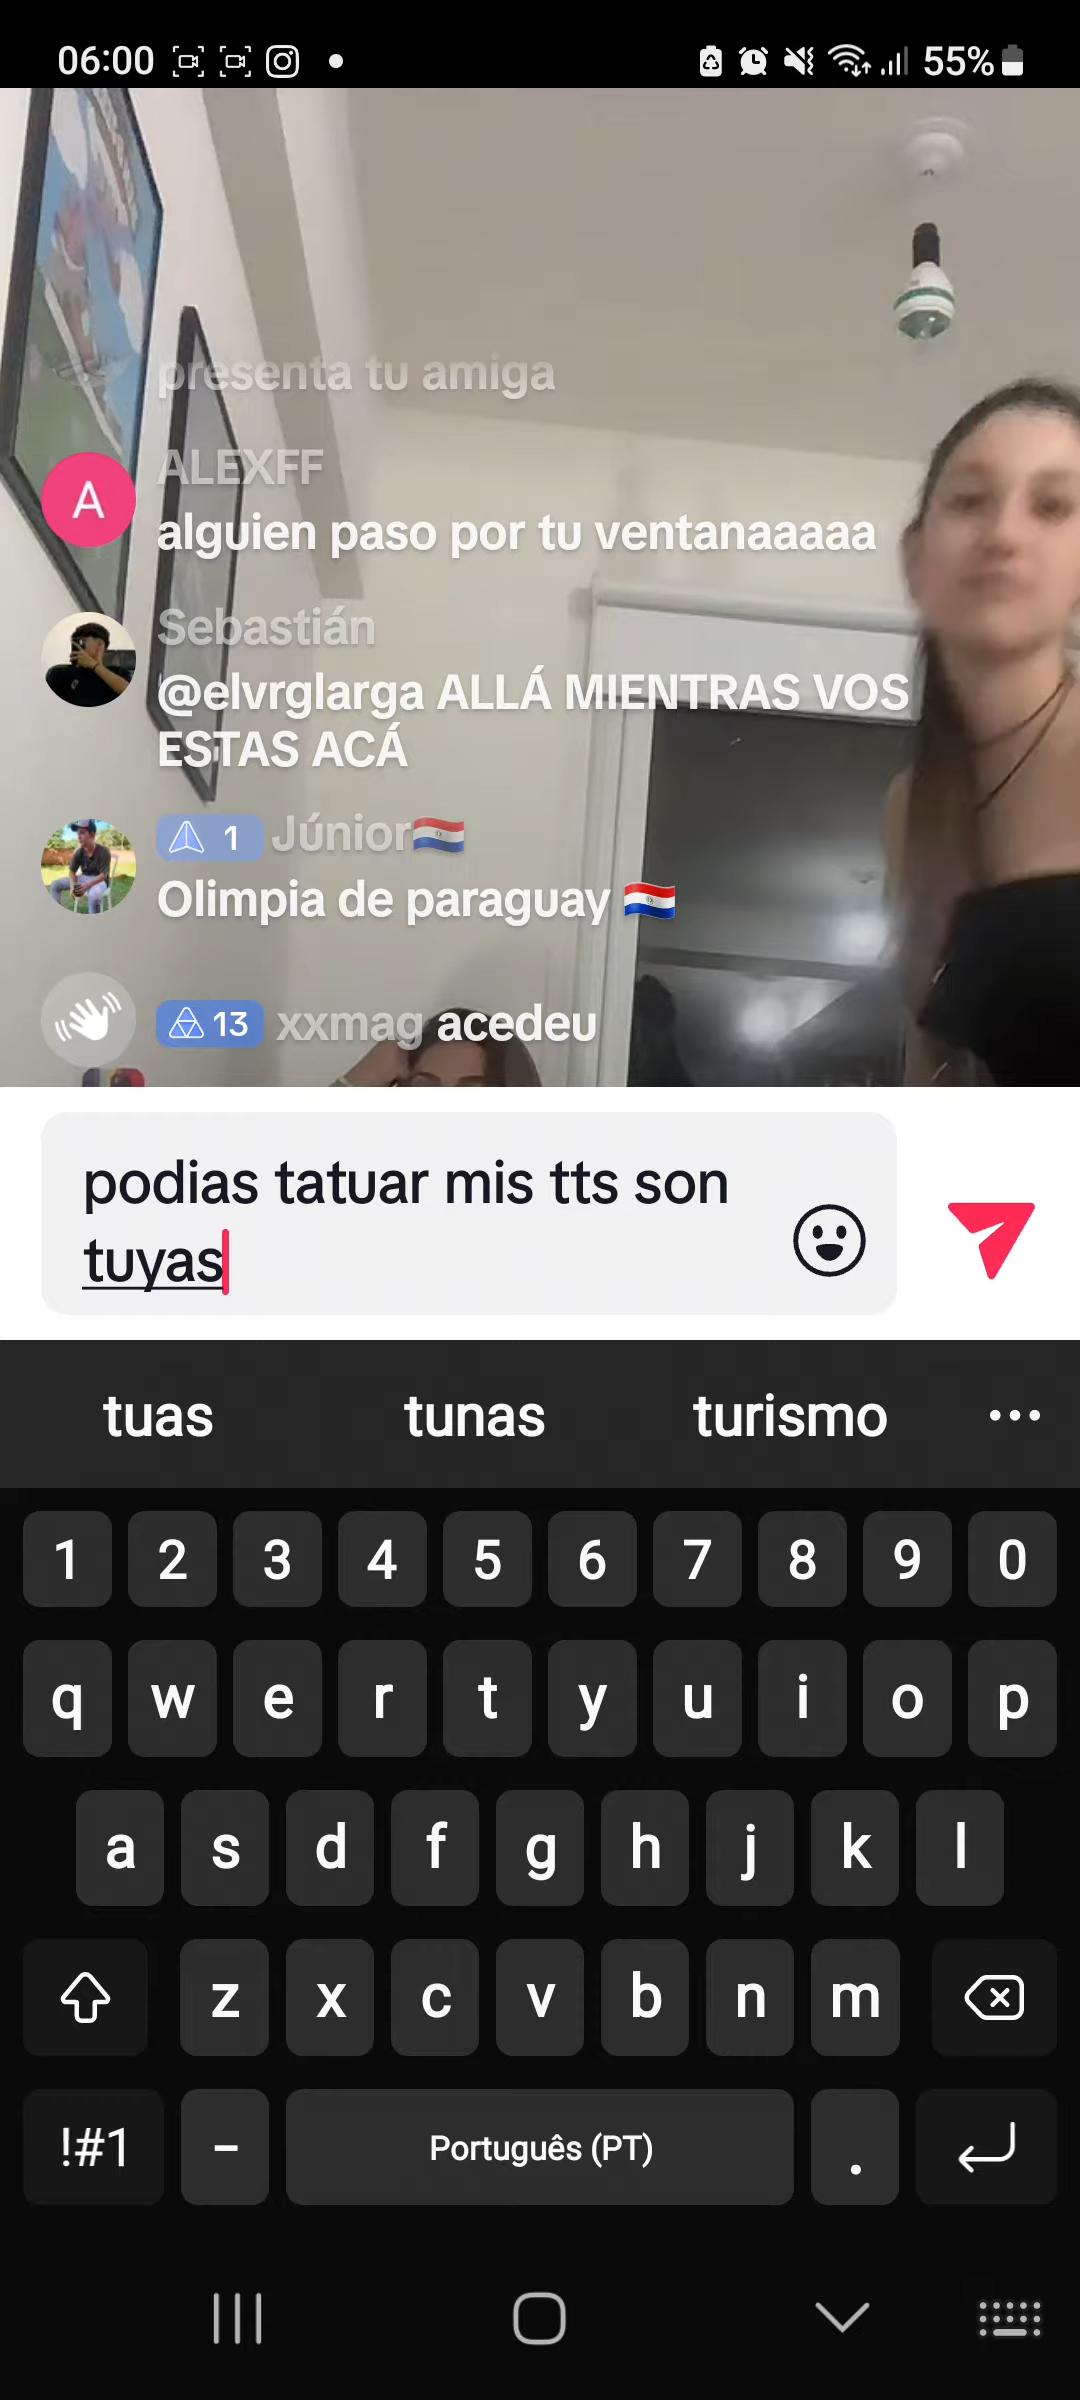 06:00
55%
presenta tu amiga
ALEXFF
A
alguien paso por tu ventanaaaaa
Sebastián
@elvrglarga ALLÁ MIENTRAS VOS
ESTAS ACÁ
1 Júnior🇵🇾
Olimpia de paraguay 🇵🇾
13 xxmag acedeu
podias tatuar mis tts son
tuyas
tuas tunas turismo ...
1 2 3 4 5 6 7 8 9 0
q w e r t y u i o p
a s d f g h j k l
z x c v b n m
!#1 - Português (PT) .